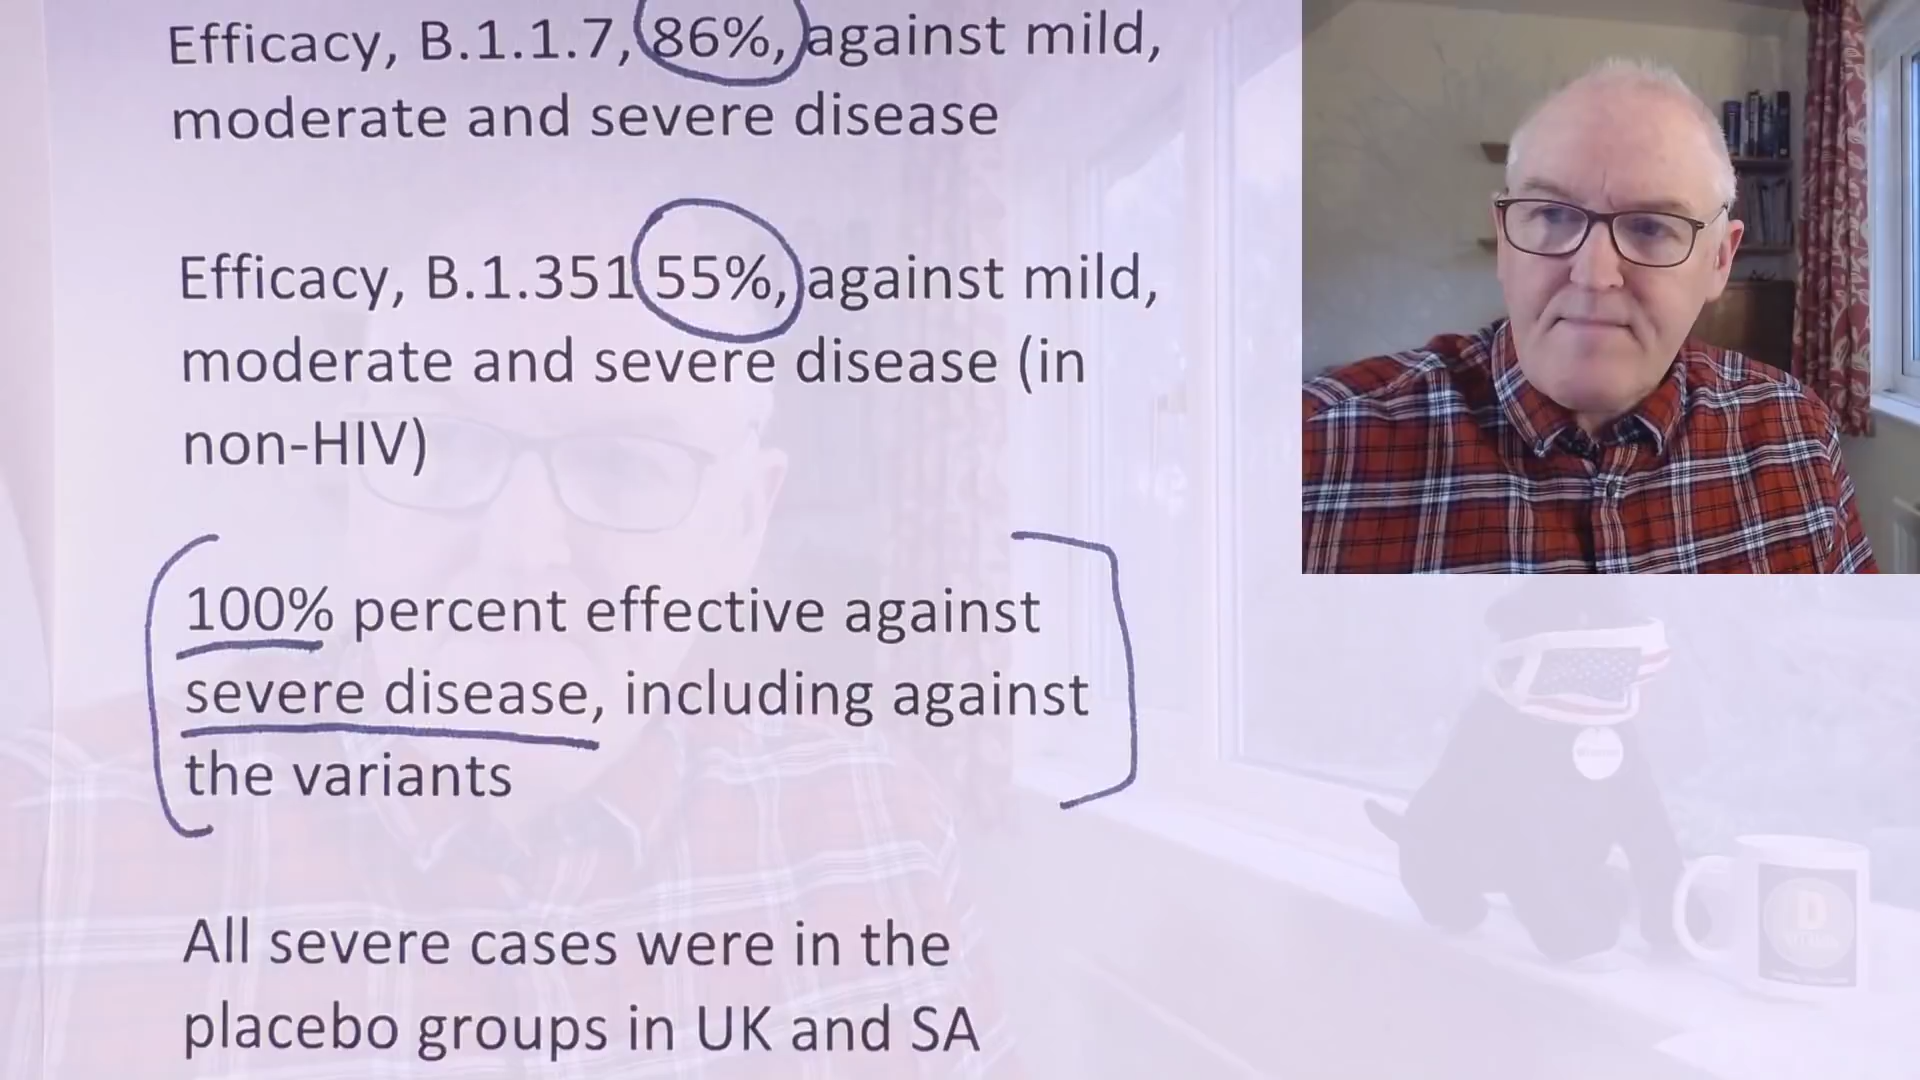 Efficacy, B.1.1.7, 86%, against mild,
moderate and severe disease
Efficacy, B.1.351 55%, against mild,
moderate and severe disease (in
non-HIV)
100% percent effective against
severe disease, including against
the variants
All severe cases were in the
placebo groups in UK and SA
D